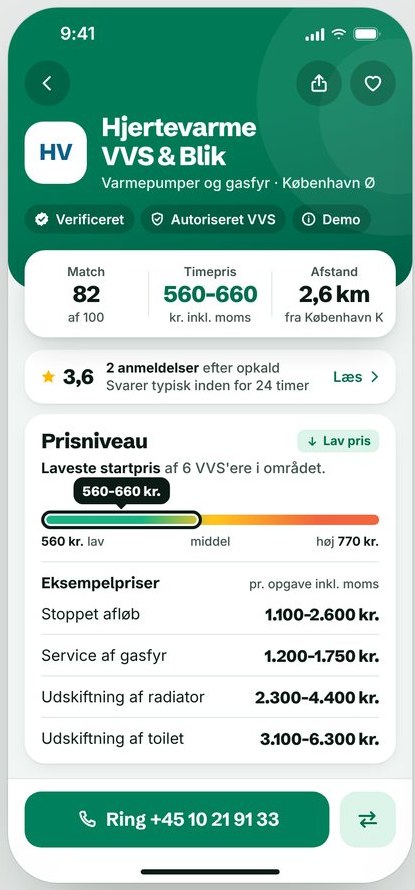 9:41
HV
Hjertevarme
VVS & Blik
Varmepumper og gasfyr · København Ø
Verificeret
Autoriseret VVS
Demo
Match
82
af 100
Timepris
560–660
kr. inkl. moms
Afstand
2,6 km
fra København K
3,6
2 anmeldelser efter opkald
Svarer typisk inden for 24 timer
Læs
Prisniveau
Lav pris
Laveste startpris af 6 VVS'ere i området.
560–660 kr.
560 kr. lav
middel
høj 770 kr.
Eksempelpriser
pr. opgave inkl. moms
Stoppet afløb
1.100–2.600 kr.
Service af gasfyr
1.200–1.750 kr.
Udskiftning af radiator
2.300–4.400 kr.
Udskiftning af toilet
3.100–6.300 kr.
Ring +45 10 21 91 33